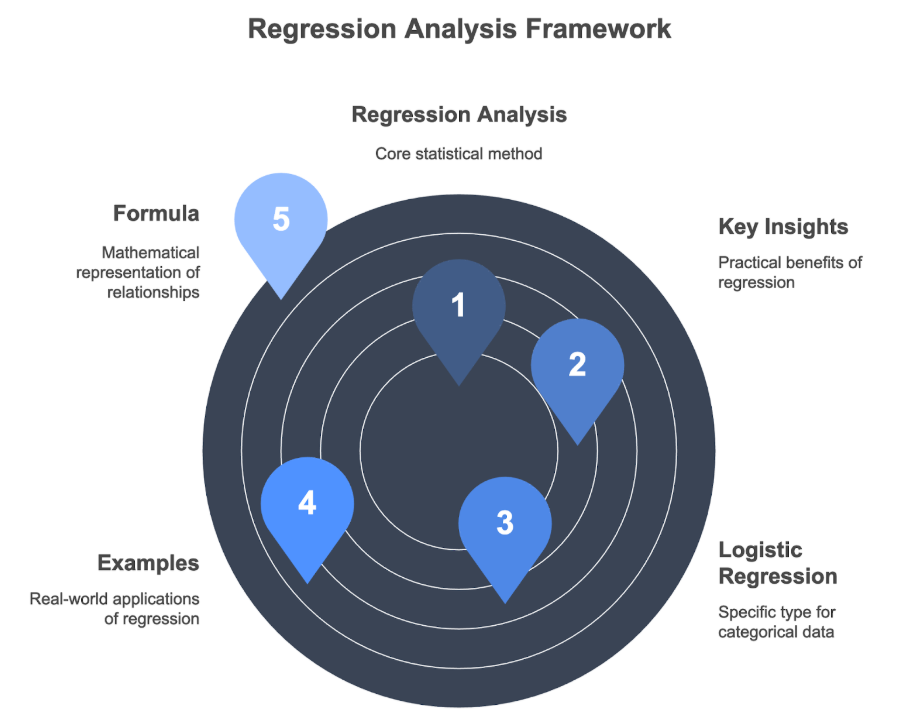 Regression Analysis Framework
Regression Analysis
Core statistical method
Formula
Mathematical
representation of
relationships
5
Key Insights
Practical benefits of
regression
1
2
4
3
Examples
Real-world applications
of regression
Logistic
Regression
Specific type for
categorical data